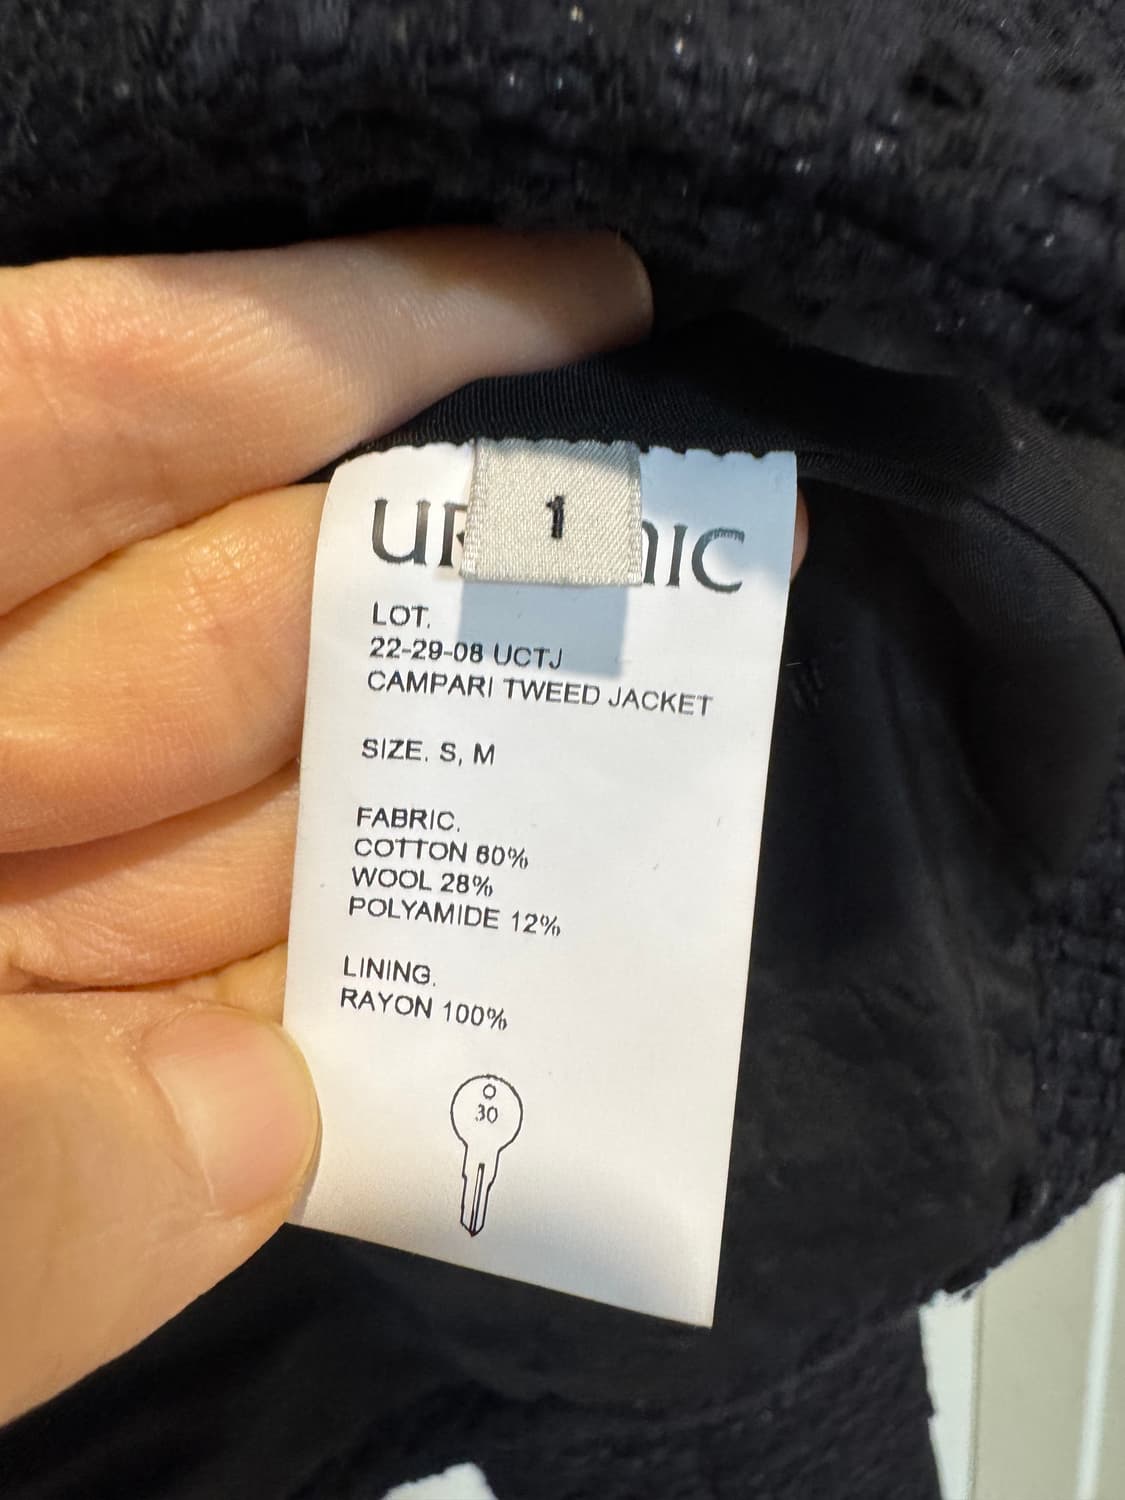 1
LOT.
22-29-08 UCTJ
CAMPARI TWEED JACKET
SIZE. S, M
FABRIC.
COTTON 60%
WOOL 28%
POLYAMIDE 12%
LINING.
RAYON 100%
30